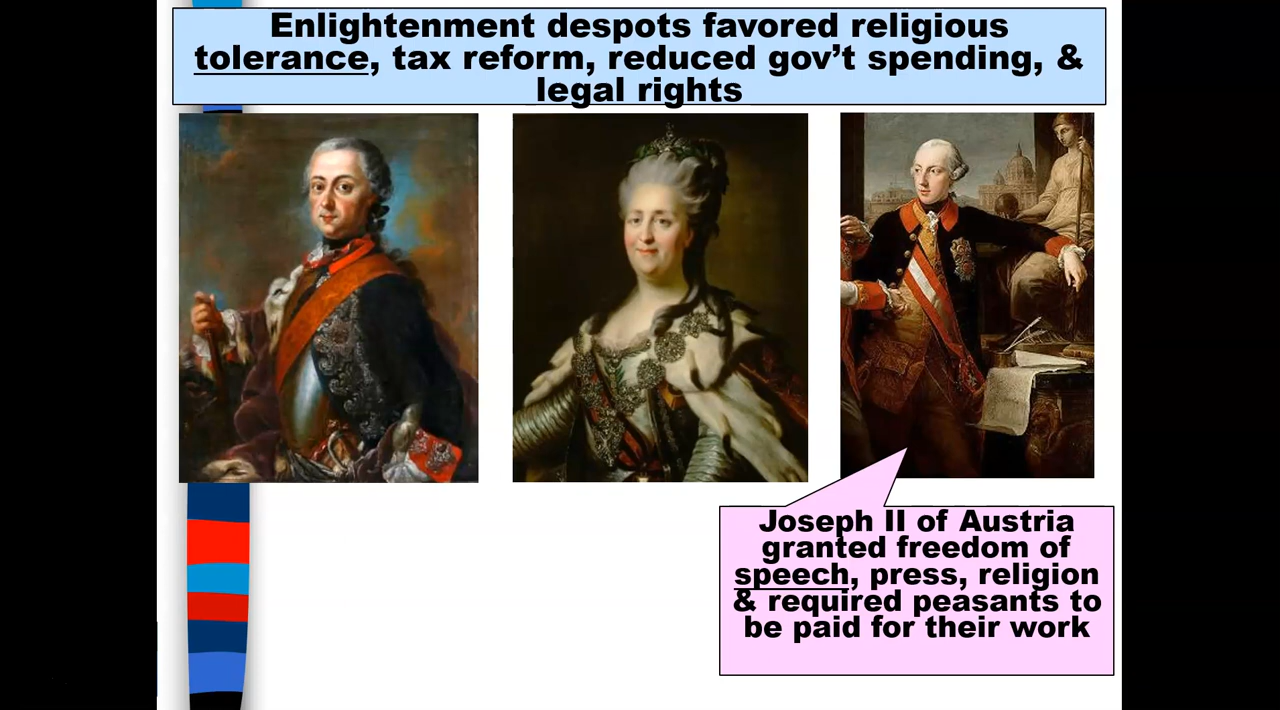 Enlightenment despots favored religious
tolerance, tax reform, reduced gov’t spending, &
legal rights
Joseph II of Austria
granted freedom of
speech, press, religion
& required peasants to
be paid for their work